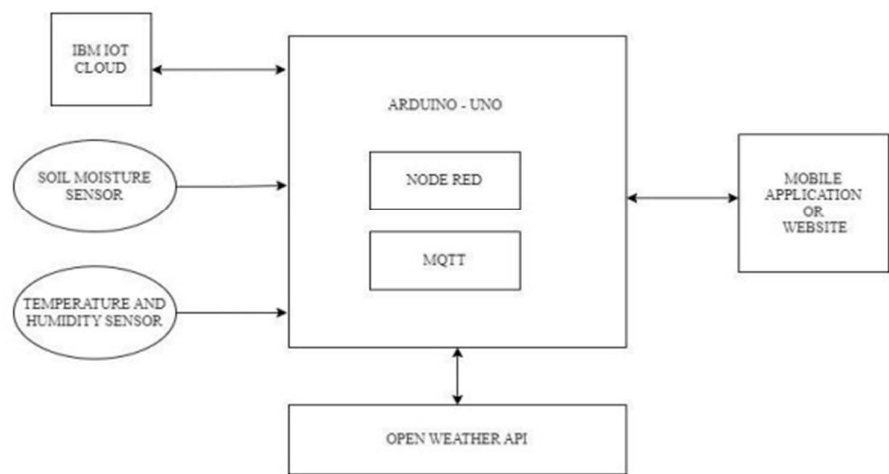 IBM IOT
CLOUD
ARDUINO - UNO
SOIL MOISTURE
SENSOR
NODE RED
MOBILE
APPLICATION
OR
WEBSITE
MQTT
TEMPERATURE AND
HUMIDITY SENSOR
OPEN WEATHER API